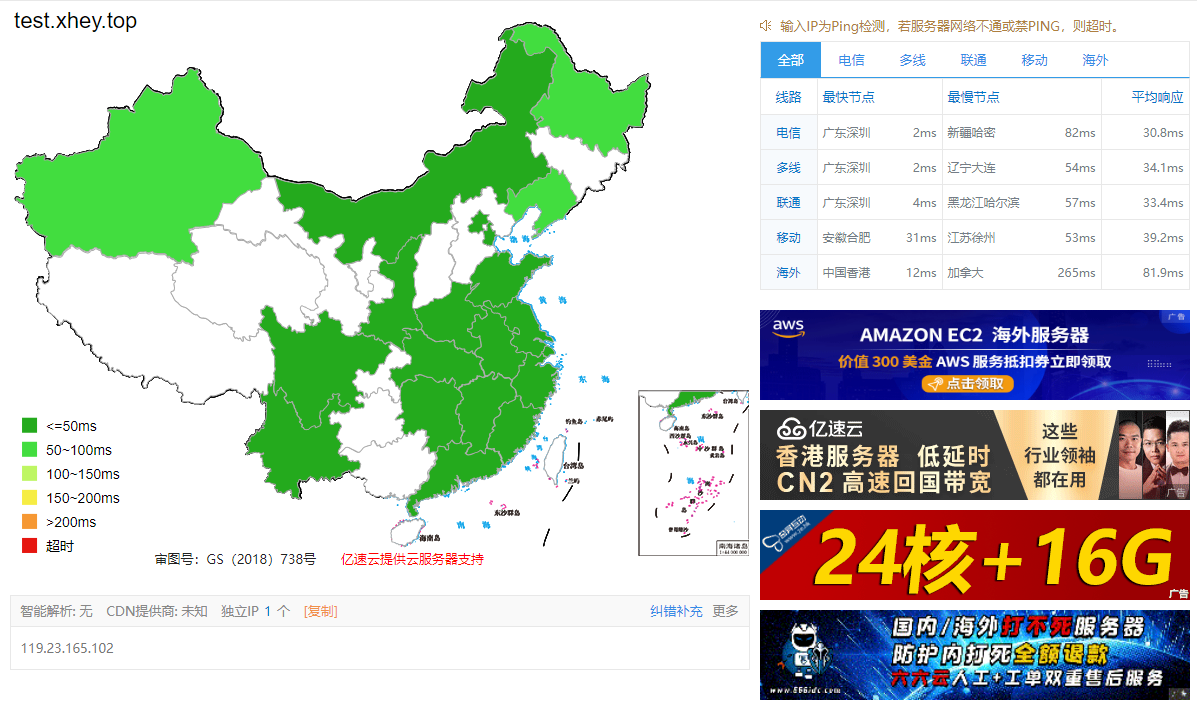 test.xhey.top
输入IP为Ping检测，若服务器网络不通或禁PING，则超时。
全部 电信 多线 联通 移动 海外
线路 最快节点 最慢节点 平均响应
电信 广东深圳 2ms 新疆哈密 82ms 30.8ms
多线 广东深圳 2ms 辽宁大连 54ms 34.1ms
联通 广东深圳 4ms 黑龙江哈尔滨 57ms 33.4ms
移动 安徽合肥 31ms 江苏徐州 53ms 39.2ms
海外 中国香港 12ms 加拿大 265ms 81.9ms
渤 海
黄 海
东 海
钓鱼岛
赤尾屿
台湾岛
兰屿
东沙群岛
南 海
海南岛
台湾岛
东沙群岛
海南岛
南海诸岛
<=50ms
50~100ms
100~150ms
150~200ms
>200ms
超时
审图号：GS（2018）738号 亿速云提供云服务器支持
智能解析: 无 CDN提供商: 未知 独立IP 1 个 [复制] 纠错补充 更多
119.23.165.102
aws
广告
AMAZON EC2 海外服务器
价值 300 美金 AWS 服务抵扣券立即领取
点击领取
亿速云
香港服务器 低延时
CN2 高速回国带宽
这些
行业领袖
都在用
广告
24核+16G
广告
国内/海外打不死服务器
防护内打死全额退款
六六云人工+工单双重售后服务
www.656idc.com